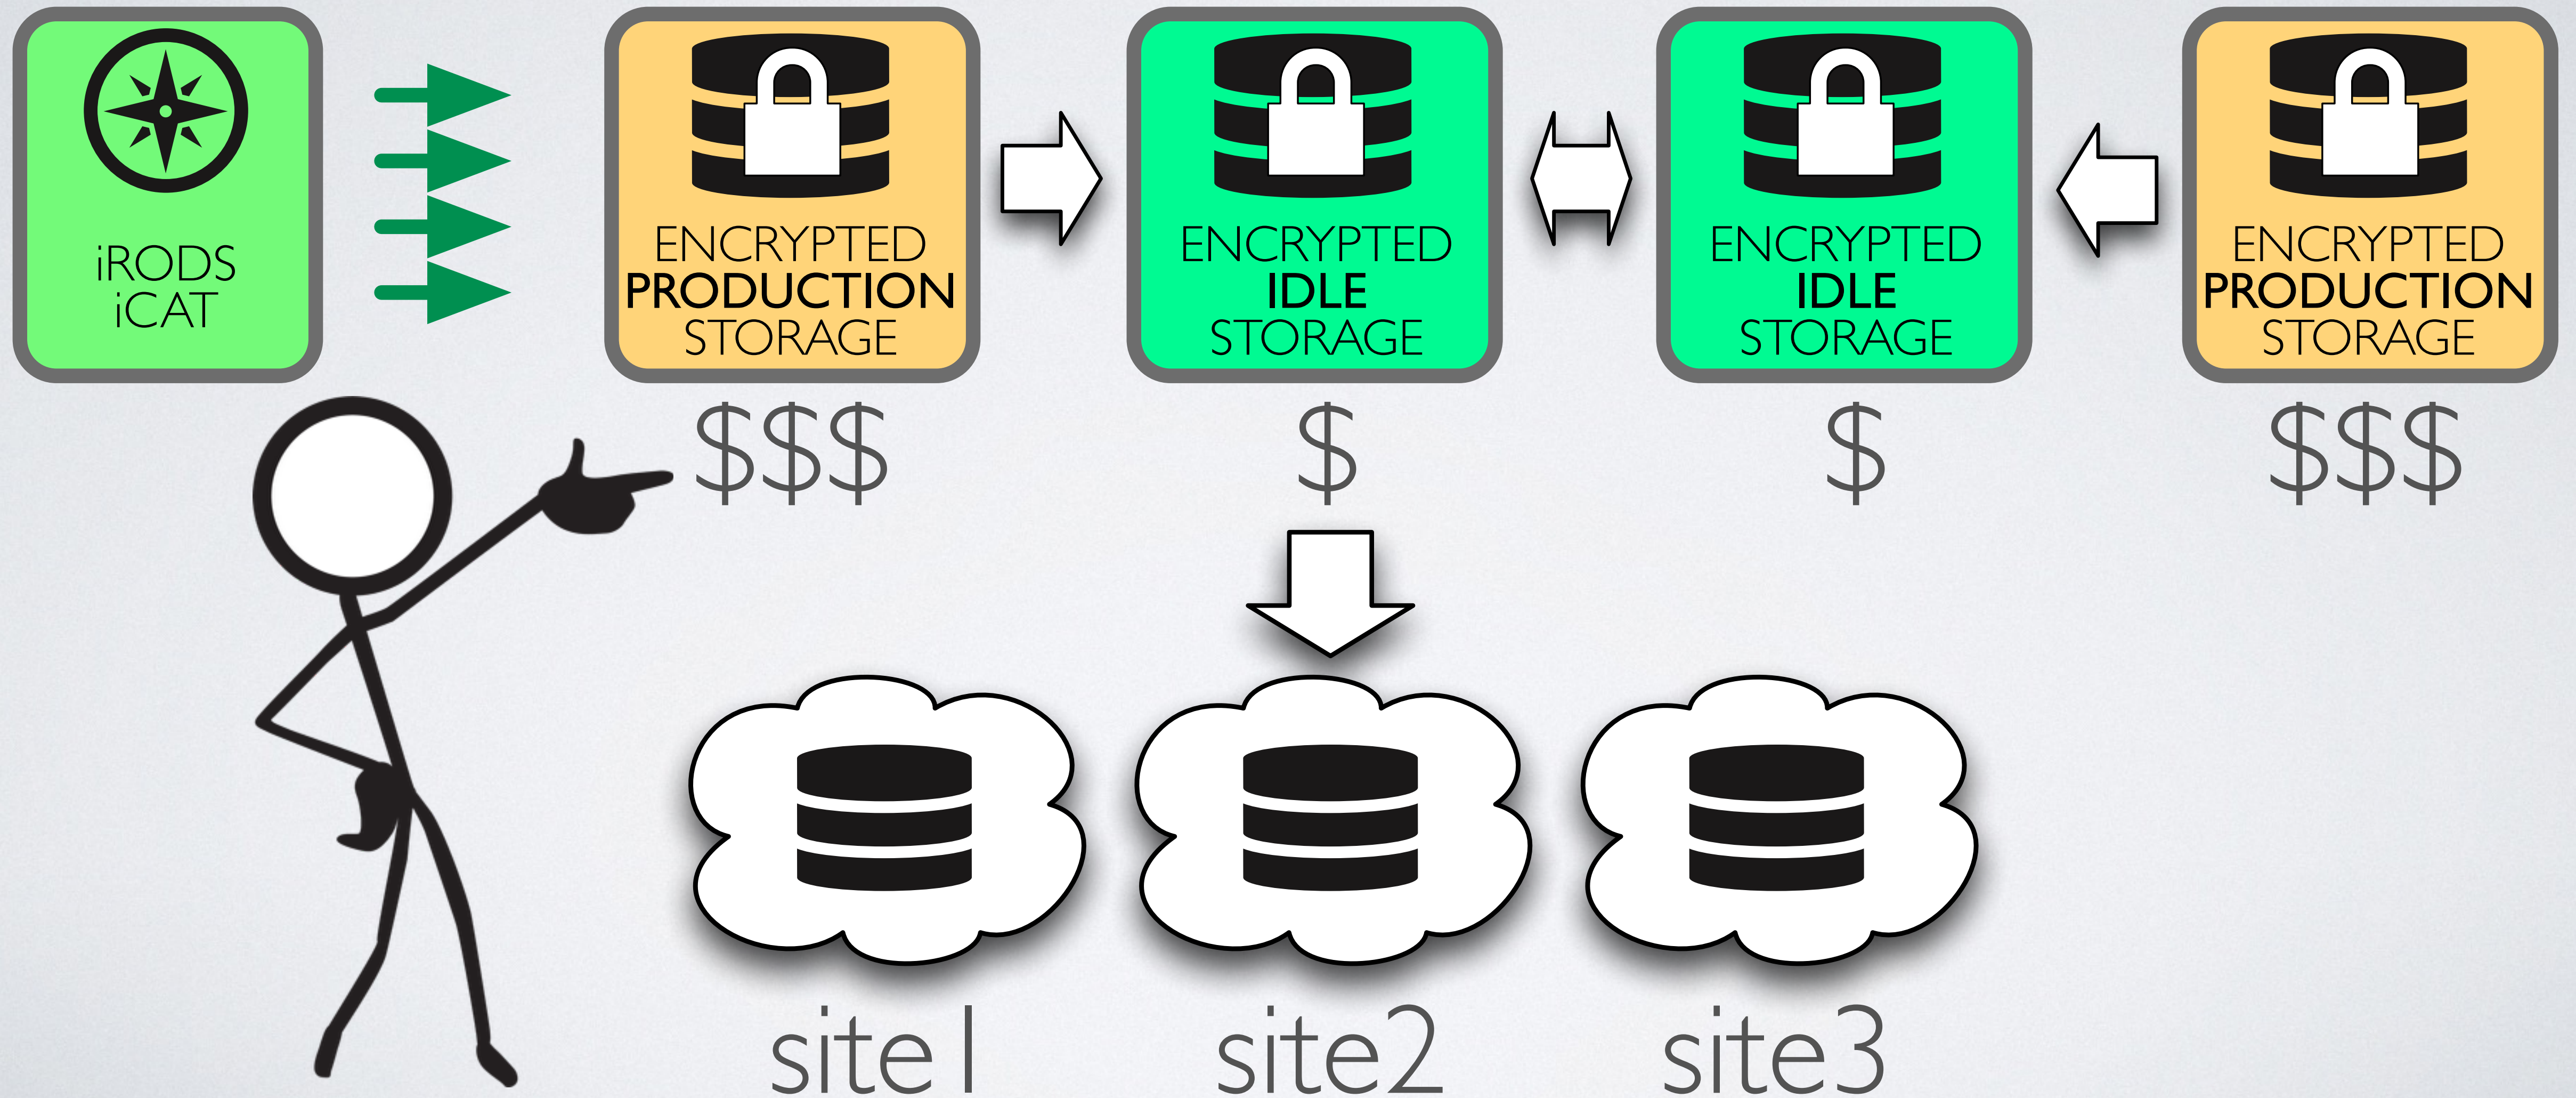 iRODS
iCAT
ENCRYPTED
PRODUCTION
STORAGE
ENCRYPTED
IDLE
STORAGE
ENCRYPTED
IDLE
STORAGE
ENCRYPTED
PRODUCTION
STORAGE
$$$
$
$
$$$
site1
site2
site3